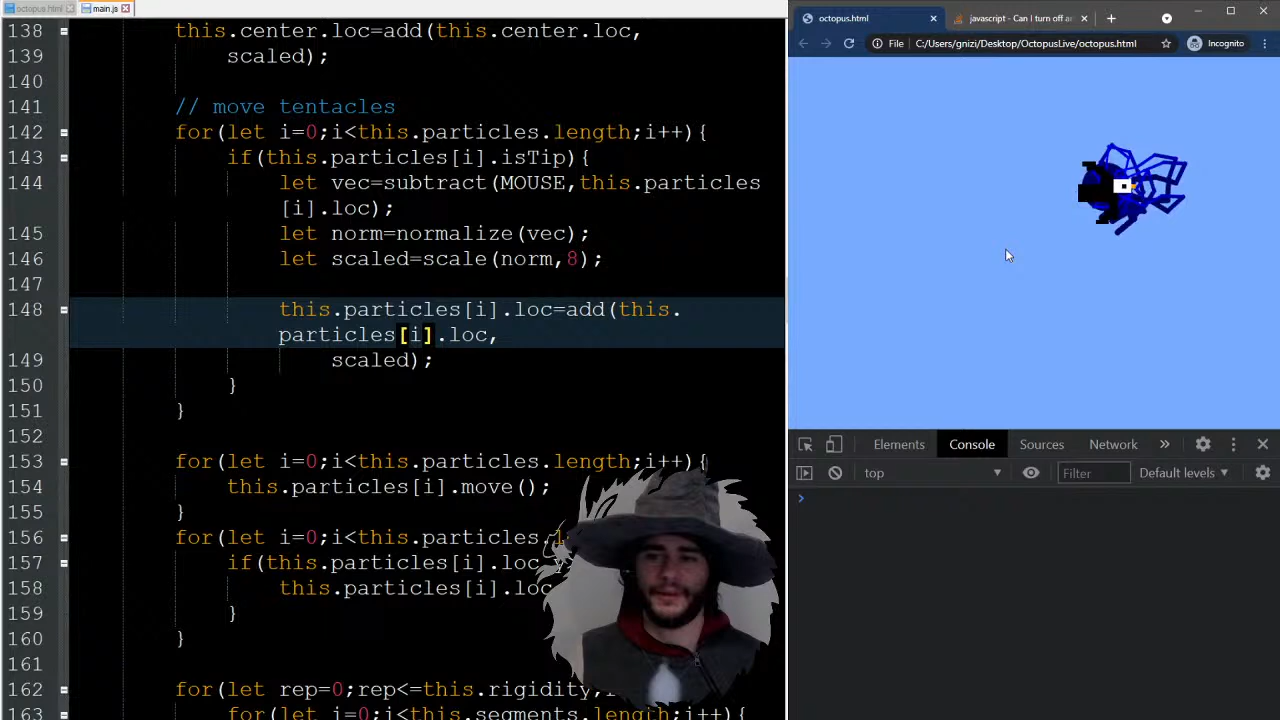 octopus.html
main.js
138 this.center.loc=add(this.center.loc,
139 scaled);
140
141 // move tentacles
142 for(let i=0;i<this.particles.length;i++){
143 if(this.particles[i].isTip){
144 let vec=subtract(MOUSE,this.particles
[i].loc);
145 let norm=normalize(vec);
146 let scaled=scale(norm,8);
147
148 this.particles[i].loc=add(this.
particles[i].loc,
149 scaled);
150 }
151 }
152
153 for(let i=0;i<this.particles.length;i++){
154 this.particles[i].move();
155 }
156 for(let i=0;i<this.particles.
157 if(this.particles[i].loc
158 this.particles[i].loc
159 }
160 }
161
162 for(let rep=0;rep<=this.rigidity,
163 for(let i=0;i<this.segments.length;i++){
octopus.html
javascript - Can I turn off an
File C:/Users/gnizi/Desktop/OctopusLive/octopus.html
Incognito
Elements Console Sources Network
top Filter Default levels